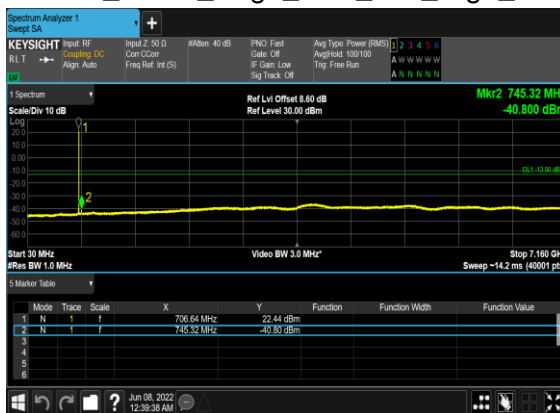 Spectrum Analyzer 1
Swept SA
KEYSIGHT
RLT
Input: RF
Coupling: DC
Align: Auto
Input Z: 50 Ω
Corr CCorr
Freq Ref: Int (S)
#Atten: 40 dB
PNO: Fast
Gate: Off
IF Gain: Low
Sig Track: Off
Avg Type: Power (RMS)
Avg|Hold: 100/100
Trig: Free Run
1 2 3 4 5 6
A W W W W W
A N N N N N
1 Spectrum
Scale/Div 10 dB
Ref Lvl Offset 8.60 dB
Ref Level 30.00 dBm
Mkr2 745.32 MH
-40.800 dBr
Log
20.0
10.0
0.00
-10.0
-20.0
-30.0
-40.0
-50.0
-60.0
1
2
DL1 -13.00 dB
Start 30 MHz
#Res BW 1.0 MHz
Video BW 3.0 MHz*
Stop 7.160 GH
Sweep ~14.2 ms (40001 pt
5 Marker Table
Mode Trace Scale X Y Function Function Width Function Value
1 N 1 f 706.64 MHz 22.44 dBm
2 N 1 f 745.32 MHz -40.80 dBm
3
4
5
6
Jun 08, 2022
12:39:38 AM